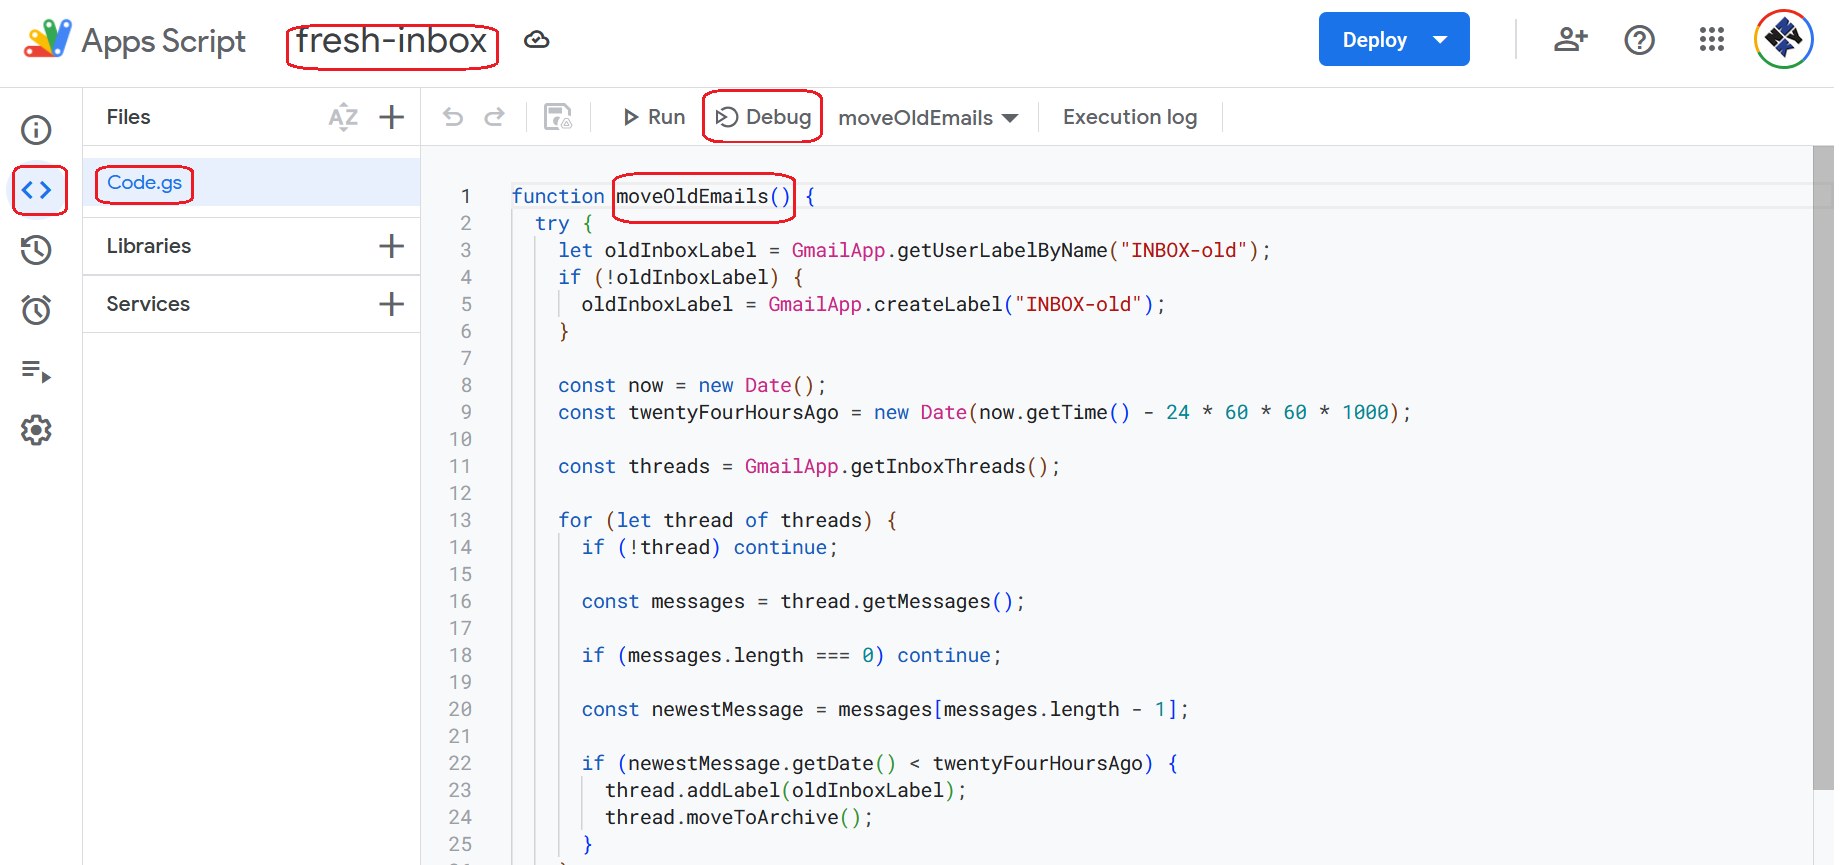 Apps Script fresh-inbox Deploy
Files AZ Run Debug moveOldEmails Execution log
Code.gs
Libraries
Services
1 function moveOldEmails() {
2 try {
3 let oldInboxLabel = GmailApp.getUserLabelByName("INBOX-old");
4 if (!oldInboxLabel) {
5 oldInboxLabel = GmailApp.createLabel("INBOX-old");
6 }
7
8 const now = new Date();
9 const twentyFourHoursAgo = new Date(now.getTime() - 24 * 60 * 60 * 1000);
10
11 const threads = GmailApp.getInboxThreads();
12
13 for (let thread of threads) {
14 if (!thread) continue;
15
16 const messages = thread.getMessages();
17
18 if (messages.length === 0) continue;
19
20 const newestMessage = messages[messages.length - 1];
21
22 if (newestMessage.getDate() < twentyFourHoursAgo) {
23 thread.addLabel(oldInboxLabel);
24 thread.moveToArchive();
25 }